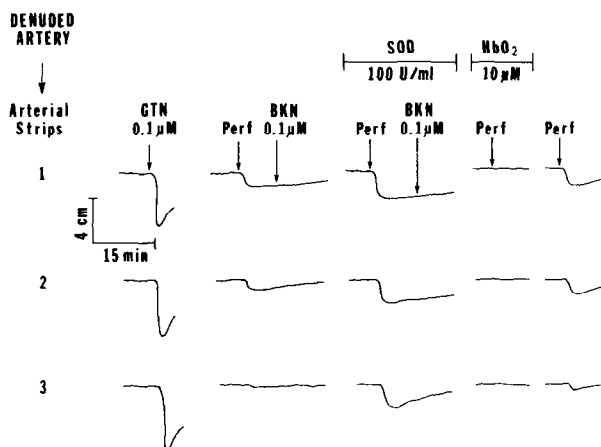 DENUDED
ARTERY
SOD
HbO2
100 U/ml
10 µM
Arterial
Strips
GTN
0.1 µM
BKN
Perf 0.1 µM
BKN
Perf 0.1 µM
Perf
Perf
1
4 cm
15 min
2
3